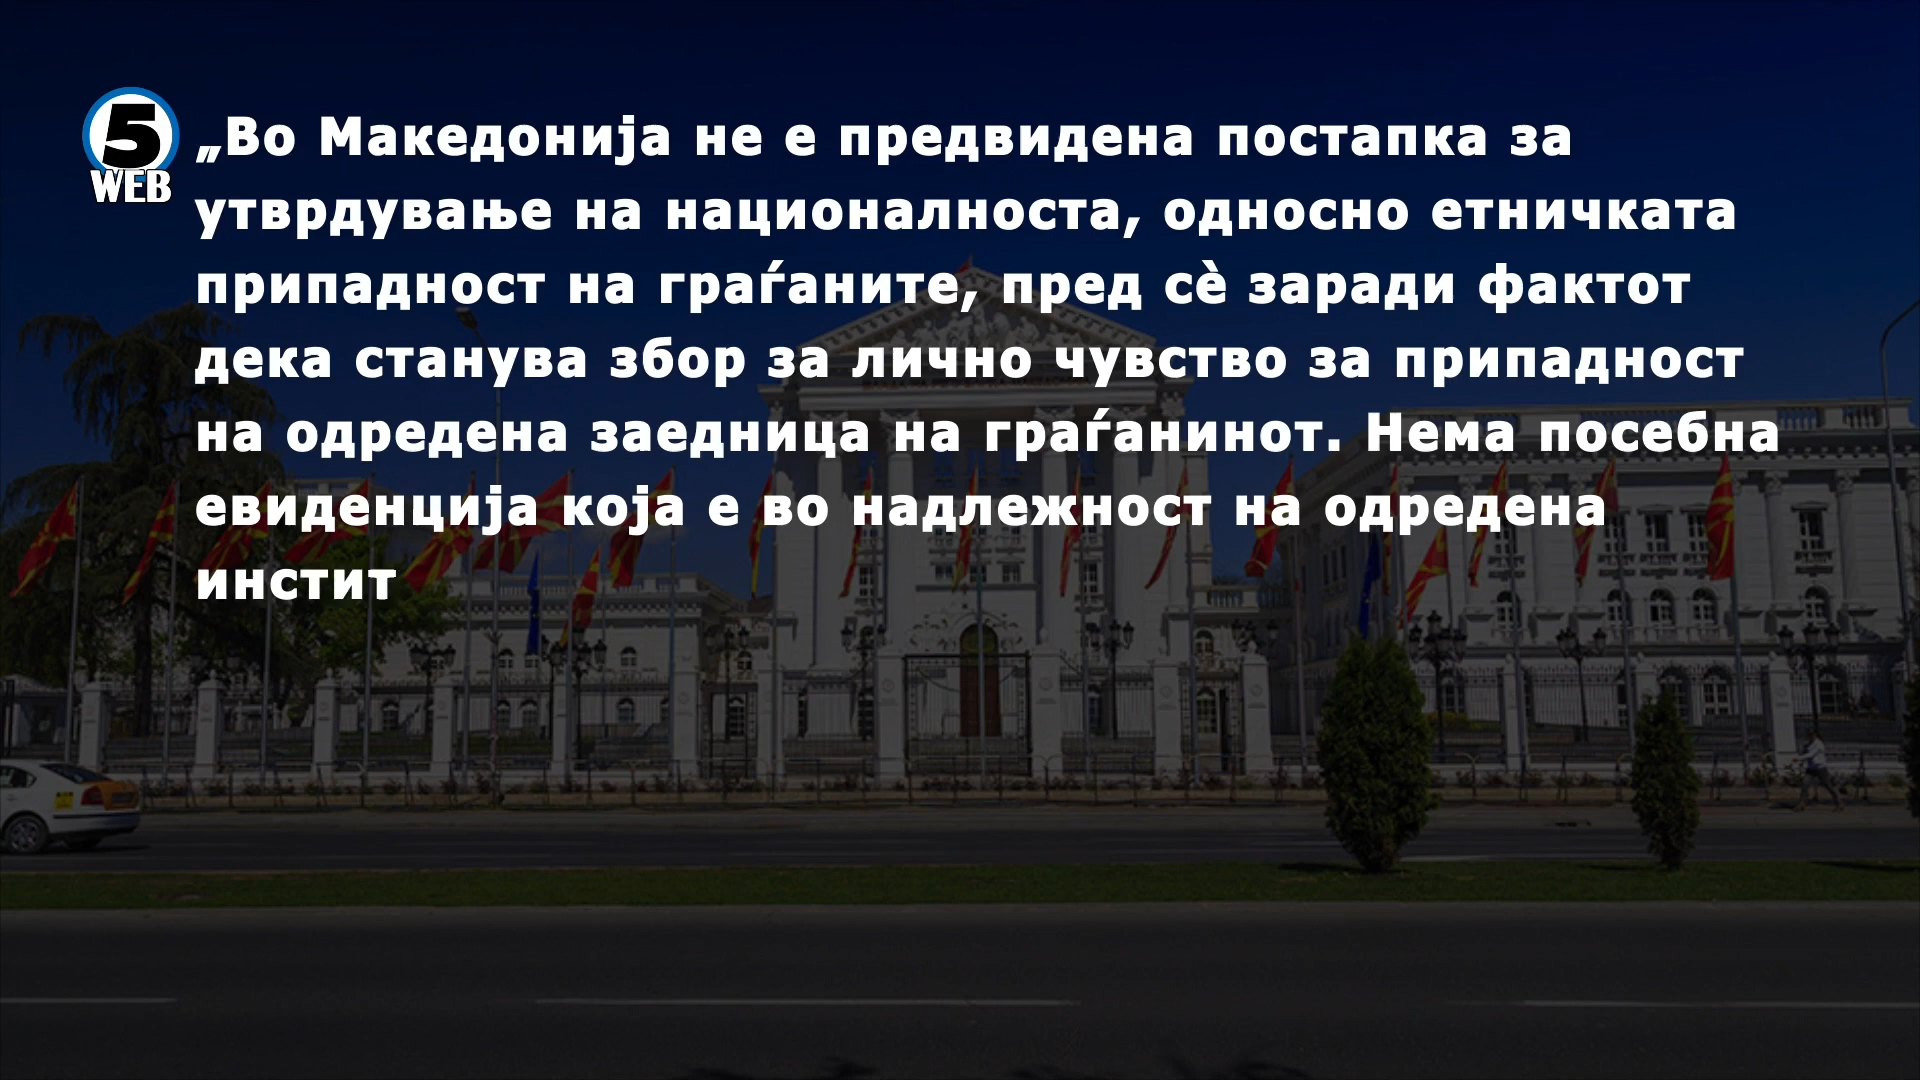 5
WEB
„Во Македонија не е предвидена постапка за
утврдување на националноста, односно етничката
припадност на граѓаните, пред сѐ заради фактот
дека станува збор за лично чувство за припадност
на одредена заедница на граѓанинот. Нема посебна
евиденција која е во надлежност на одредена
инстит